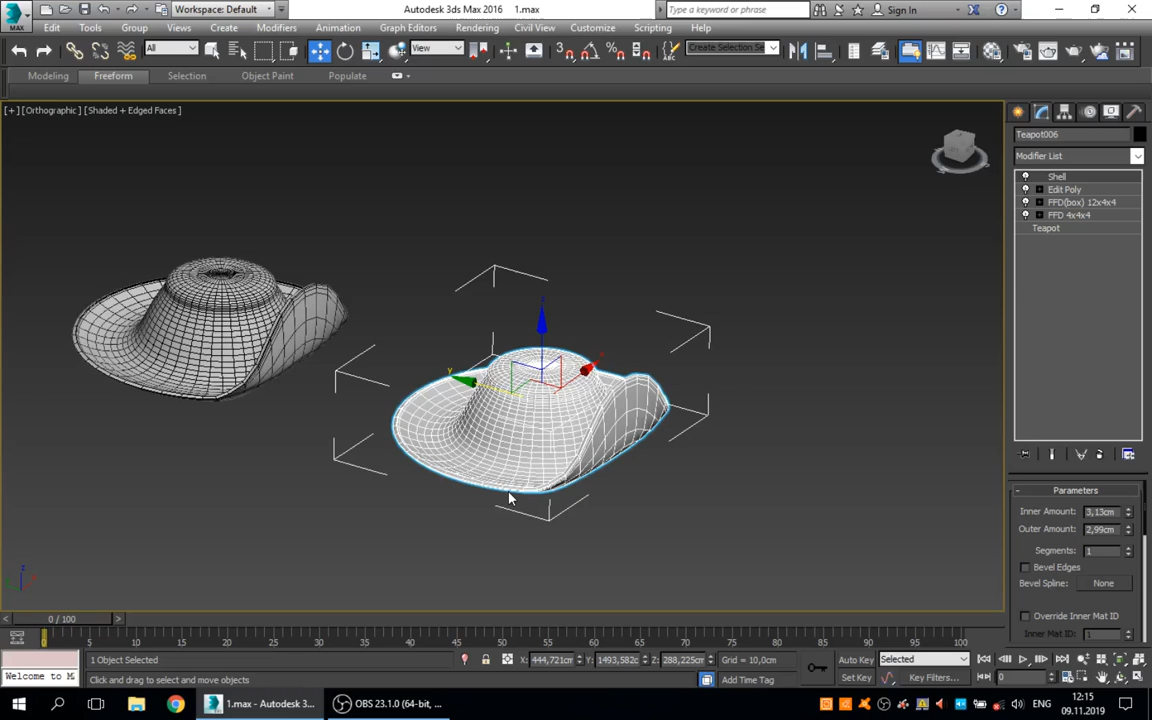 Workspace: Default
Autodesk 3ds Max 2016 1.max
Type a keyword or phrase
Sign In
MAX
Edit Tools Group Views Create Modifiers Animation Graph Editors Rendering Civil View Customize Scripting Help
All
View
Create Selection Se
Modeling Freeform Selection Object Paint Populate
[+] [Orthographic] [Shaded + Edged Faces]
Teapot006
Modifier List
Shell
Edit Poly
FFD(box) 12x4x4
FFD 4x4x4
Teapot
Parameters
Inner Amount: 3,13cm
Outer Amount: 2,99cm
Segments: 1
Bevel Edges
Bevel Spline: None
Override Inner Mat ID
Inner Mat ID: 1
z
y
x
z
0 / 100
0 5 10 15 20 25 30 35 40 45 50 55 60 65 70 75 80 85 90 95 100
1 Object Selected
X: 444,721cm Y: 1493,582c Z: 288,225cm Grid = 10,0cm
Auto Key Selected
Welcome to M
Click and drag to select and move objects
Add Time Tag
Set Key Key Filters... 0
1.max - Autodesk 3...
OBS 23.1.0 (64-bit, ...
ENG
12:15
09.11.2019